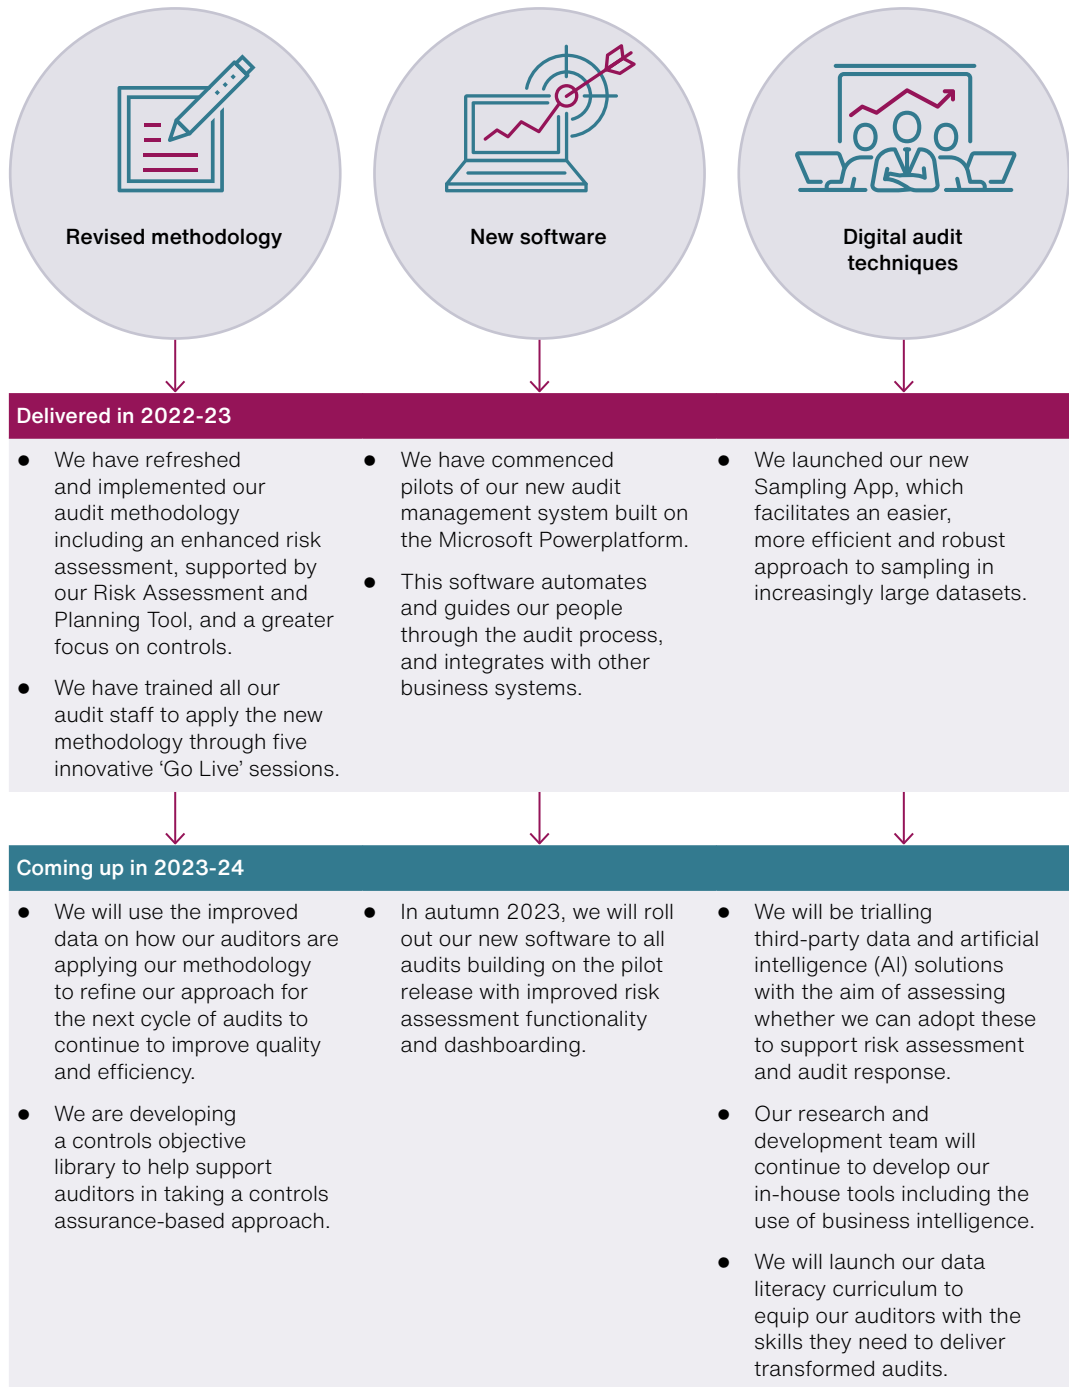 Revised methodology
New software
Digital audit
techniques
Delivered in 2022-23
● We have refreshed
and implemented our
audit methodology
including an enhanced risk
assessment, supported by
our Risk Assessment and
Planning Tool, and a greater
focus on controls.
● We have trained all our
audit staff to apply the new
methodology through five
innovative ‘Go Live’ sessions.
● We have commenced
pilots of our new audit
management system built on
the Microsoft Powerplatform.
● This software automates
and guides our people
through the audit process,
and integrates with other
business systems.
● We launched our new
Sampling App, which
facilitates an easier,
more efficient and robust
approach to sampling in
increasingly large datasets.
Coming up in 2023-24
● We will use the improved
data on how our auditors are
applying our methodology
to refine our approach for
the next cycle of audits to
continue to improve quality
and efficiency.
● We are developing
a controls objective
library to help support
auditors in taking a controls
assurance-based approach.
● In autumn 2023, we will roll
out our new software to all
audits building on the pilot
release with improved risk
assessment functionality
and dashboarding.
● We will be trialling
third-party data and artificial
intelligence (AI) solutions
with the aim of assessing
whether we can adopt these
to support risk assessment
and audit response.
● Our research and
development team will
continue to develop our
in-house tools including the
use of business intelligence.
● We will launch our data
literacy curriculum to
equip our auditors with the
skills they need to deliver
transformed audits.